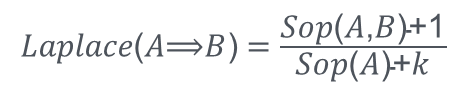 Laplace(A⟹B) = Sop(A,B)+1
Sop(A)+k